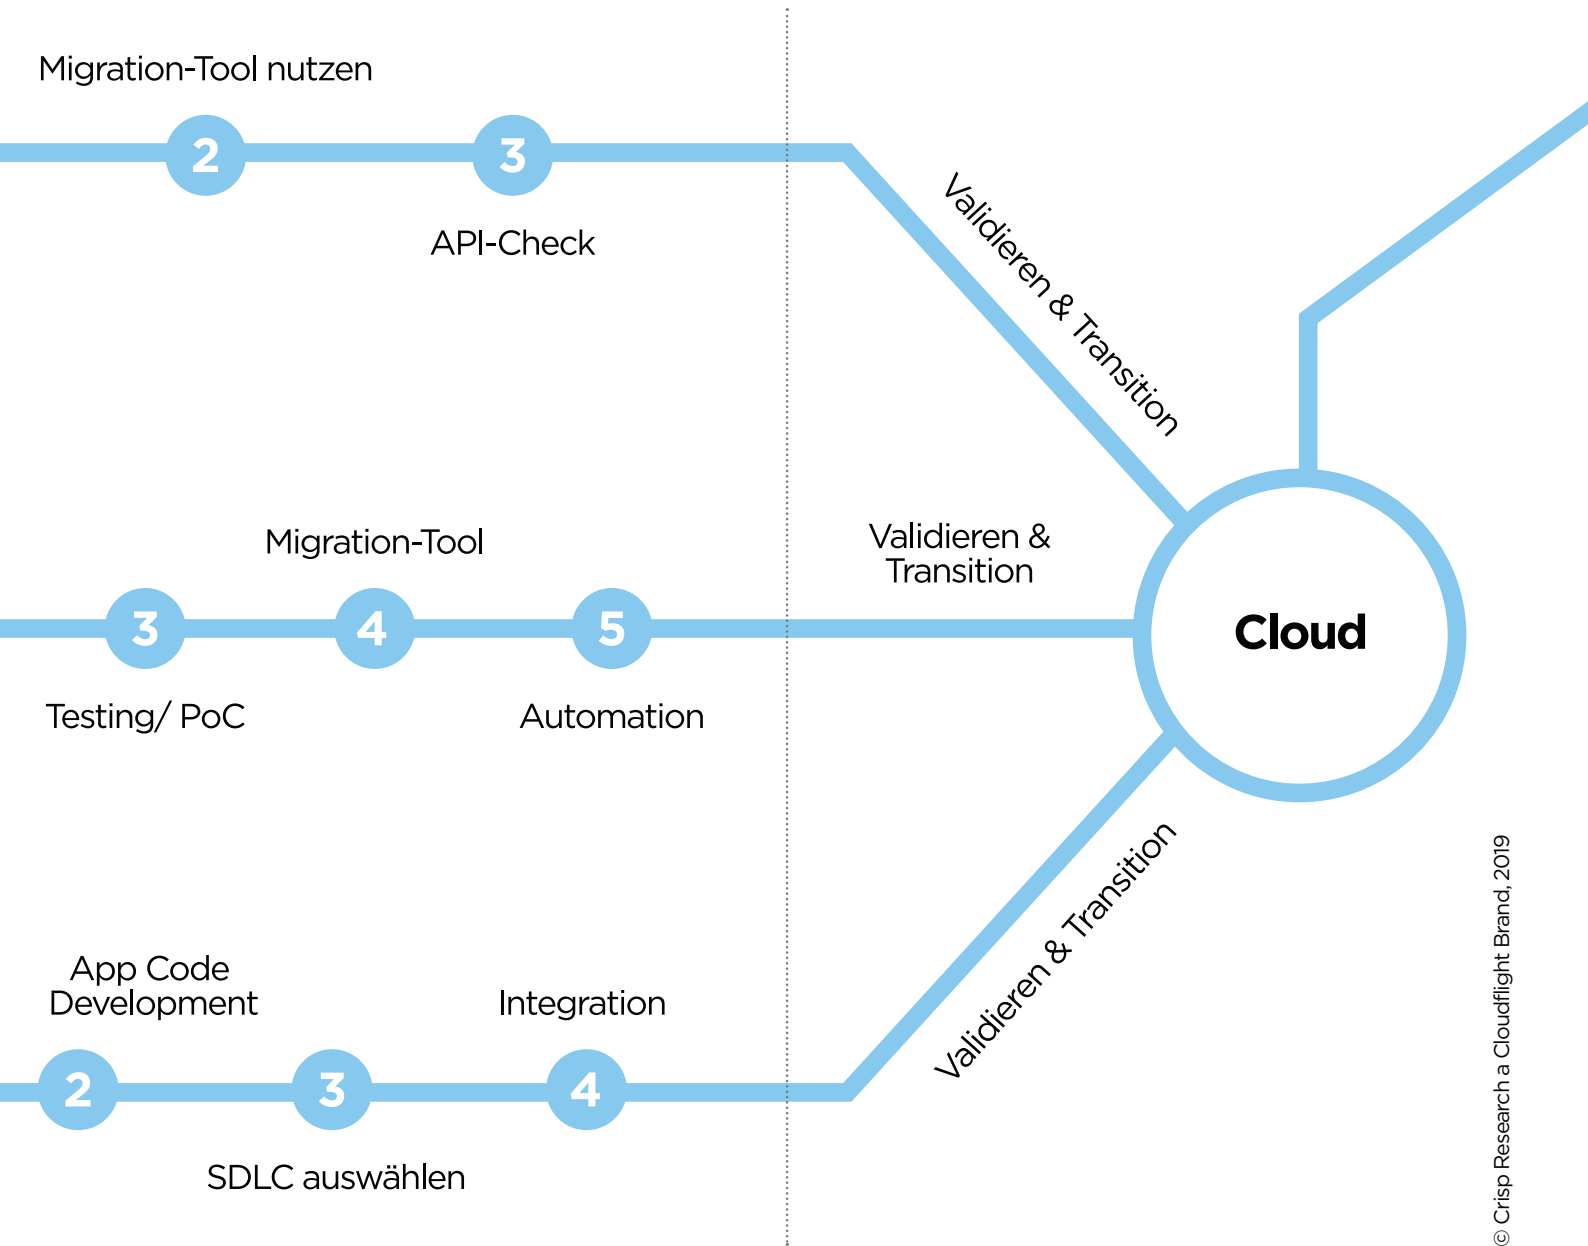 Migration-Tool nutzen
2
3
API-Check
Validieren & Transition
Migration-Tool
Validieren &
Transition
3
4
5
Cloud
Testing/ PoC
Automation
Validieren & Transition
App Code
Development
Integration
2
3
4
SDLC auswählen
© Crisp Research a Cloudflight Brand, 2019